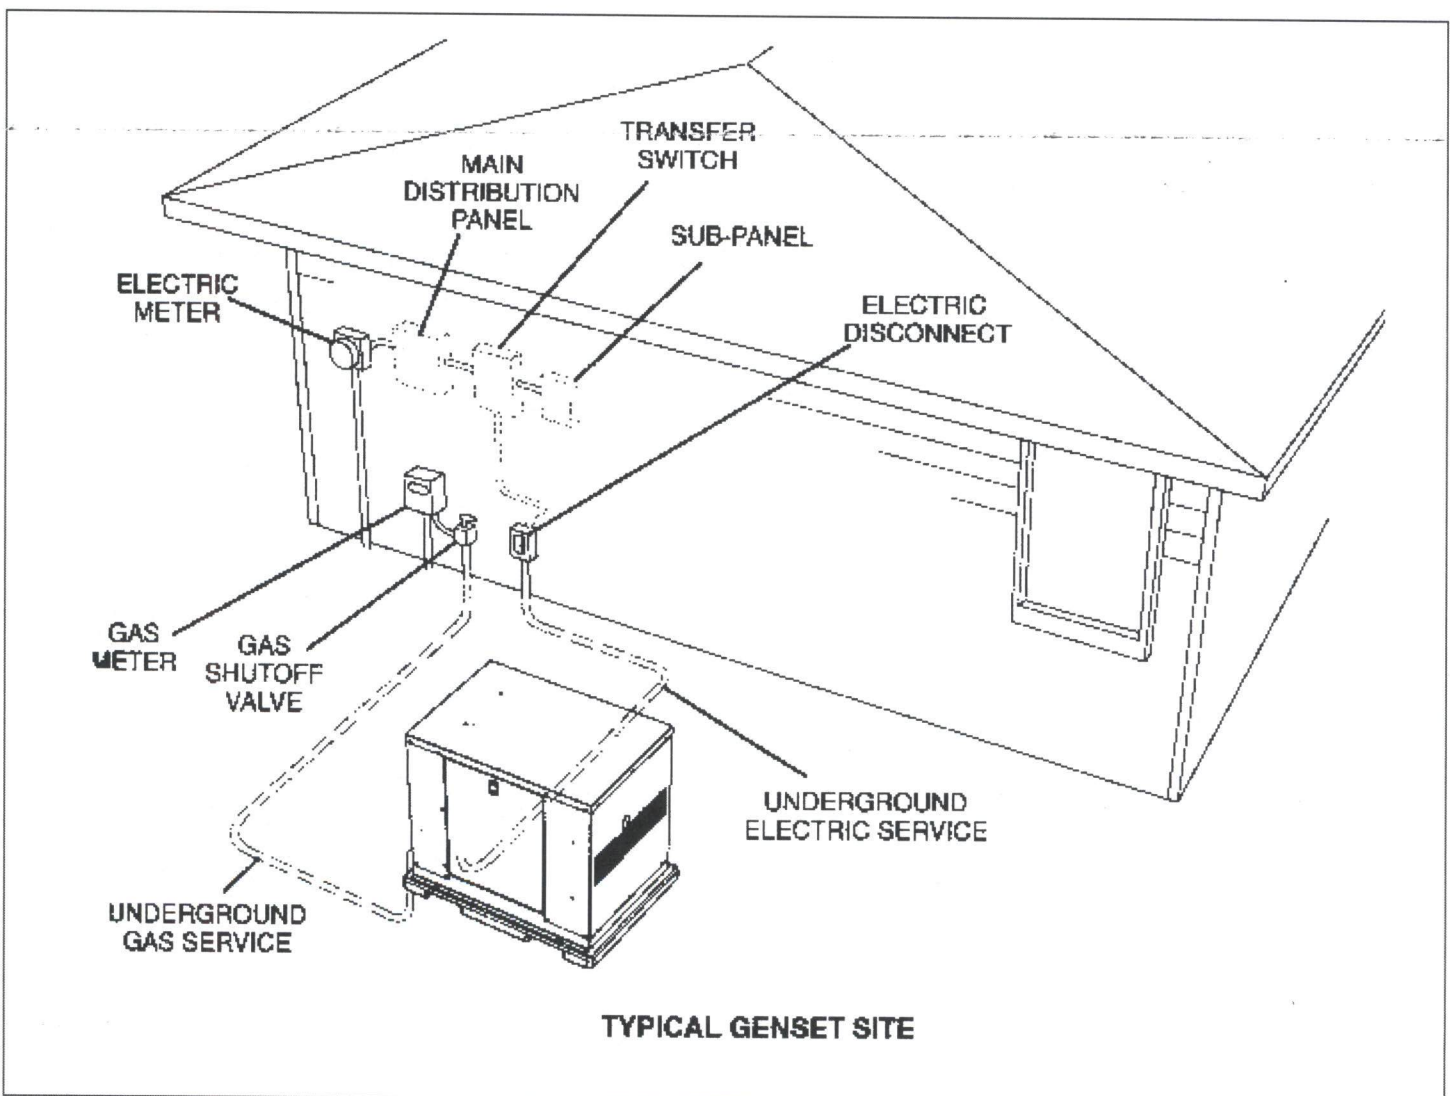 TRANSFER
SWITCH
MAIN
DISTRIBUTION
PANEL
SUB-PANEL
ELECTRIC
METER
ELECTRIC
DISCONNECT
GAS
METER
GAS
SHUTOFF
VALVE
UNDERGROUND
ELECTRIC SERVICE
UNDERGROUND
GAS SERVICE
TYPICAL GENSET SITE